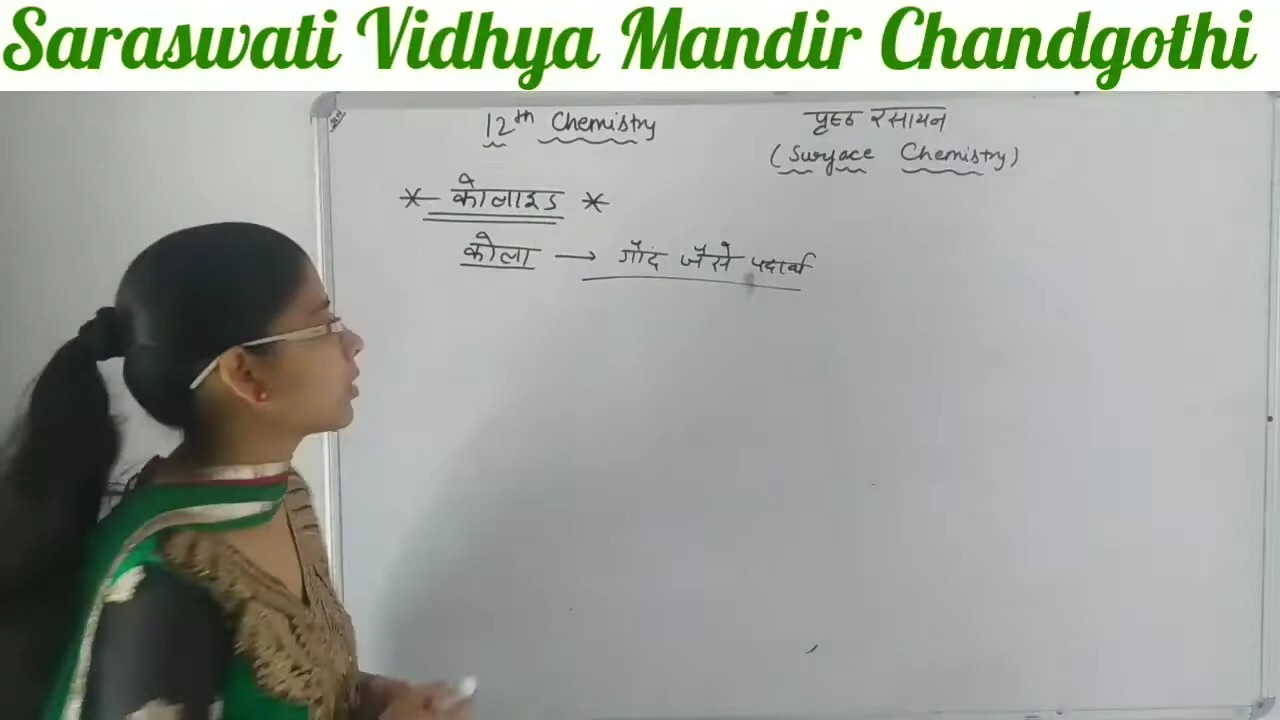 Saraswati Vidhya Mandir Chandgothi
12th Chemistry
पृष्ठ रसायन
(Surface Chemistry)
* कोलाइड *
कोला → गोंद जैसे पदार्थ